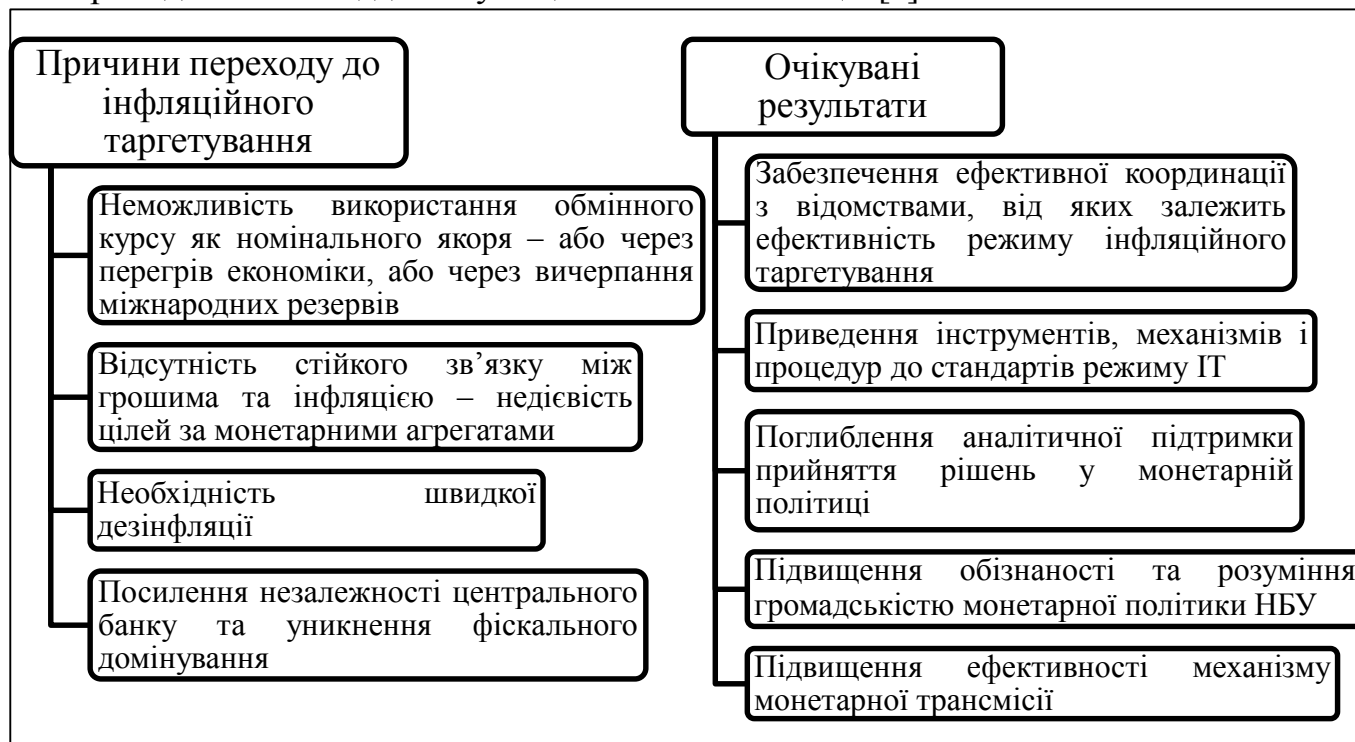 Причини переходу до
інфляційного
таргетування
Неможливість використання обмінного
курсу як номінального якоря – або через
перегрів економіки, або через вичерпання
міжнародних резервів
Відсутність стійкого зв’язку між
грошима та інфляцією – недієвість
цілей за монетарними агрегатами
Необхідність швидкої
дезінфляції
Посилення незалежності центрального
банку та уникнення фіскального
домінування
Очікувані
результати
Забезпечення ефективної координації
з відомствами, від яких залежить
ефективність режиму інфляційного
таргетування
Приведення інструментів, механізмів і
процедур до стандартів режиму ІТ
Поглиблення аналітичної підтримки
прийняття рішень у монетарній
політиці
Підвищення обізнаності та розуміння
громадськістю монетарної політики НБУ
Підвищення ефективності механізму
монетарної трансмісії